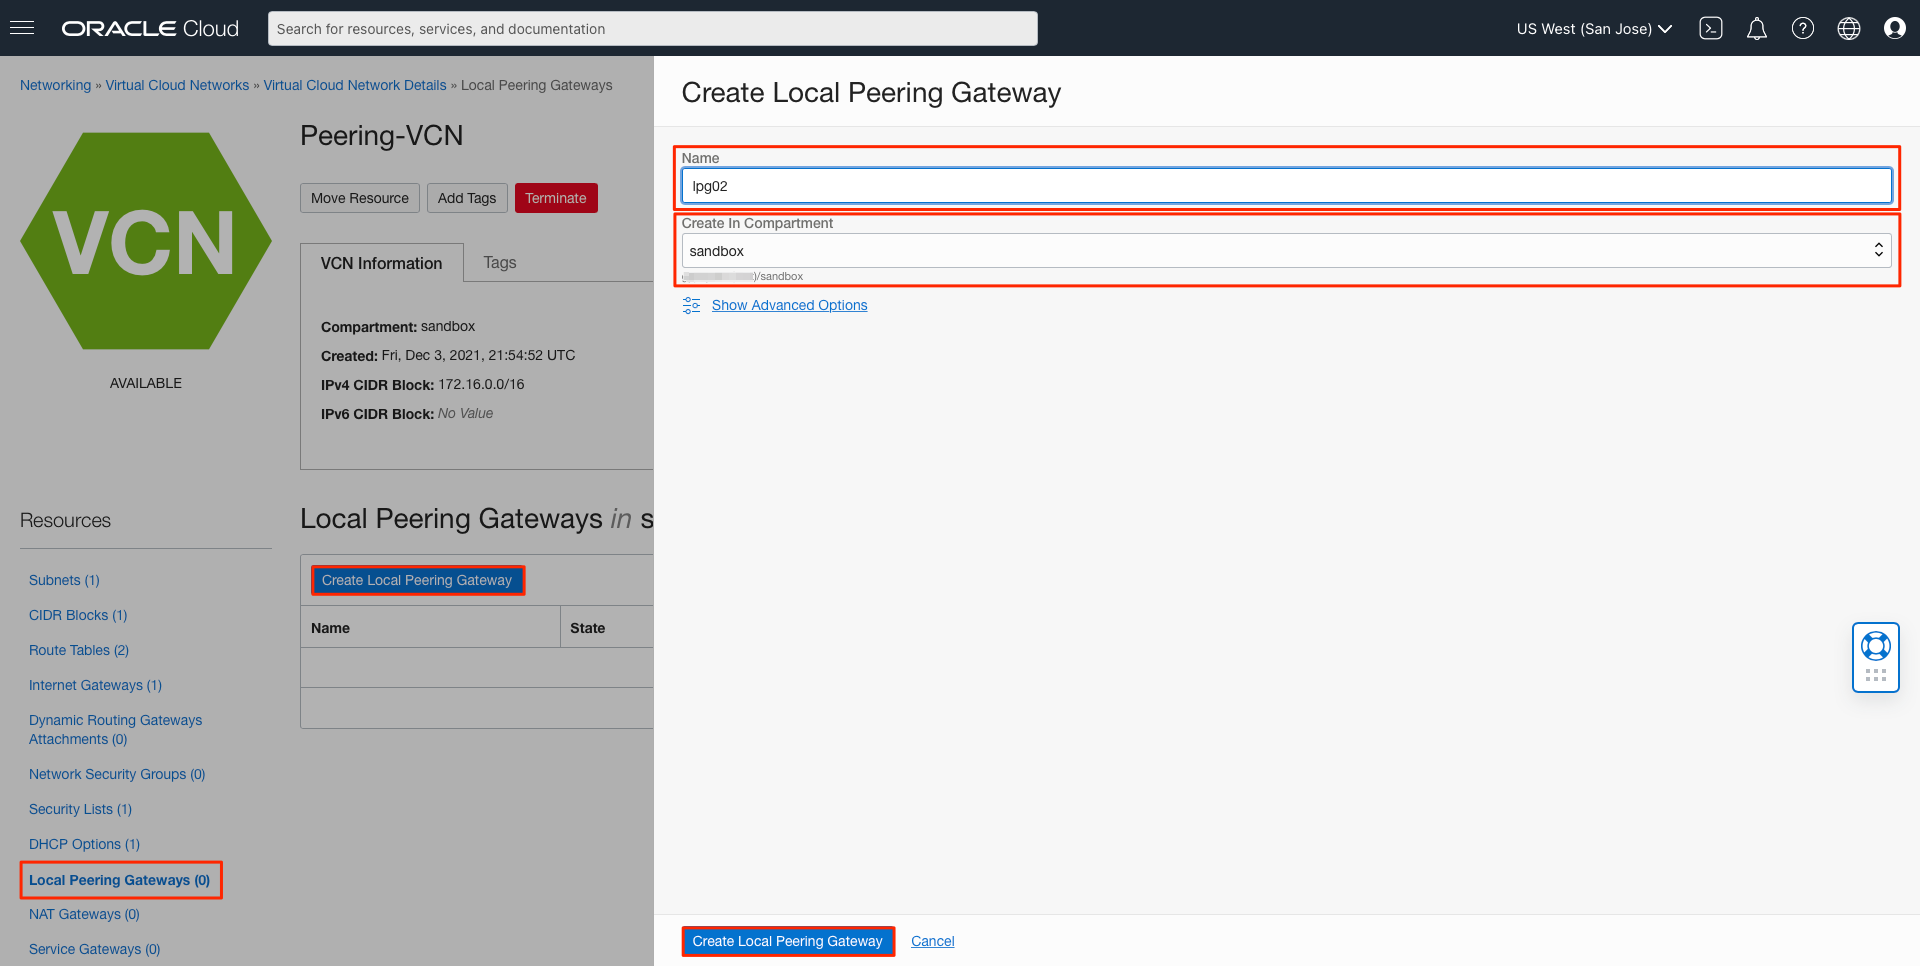 ORACLE Cloud
Search for resources, services, and documentation
US West (San Jose)
Networking » Virtual Cloud Networks » Virtual Cloud Network Details » Local Peering Gateways
VCN
AVAILABLE
Peering-VCN
Move Resource
Add Tags
Terminate
VCN Information
Tags
Compartment: sandbox
Created: Fri, Dec 3, 2021, 21:54:52 UTC
IPv4 CIDR Block: 172.16.0.0/16
IPv6 CIDR Block: No Value
Resources
Subnets (1)
CIDR Blocks (1)
Route Tables (2)
Internet Gateways (1)
Dynamic Routing Gateways
Attachments (0)
Network Security Groups (0)
Security Lists (1)
DHCP Options (1)
Local Peering Gateways (0)
NAT Gateways (0)
Service Gateways (0)
Local Peering Gateways in s
Create Local Peering Gateway
Name
State
Create Local Peering Gateway
Name
lpg02
Create In Compartment
sandbox
)/sandbox
Show Advanced Options
Create Local Peering Gateway
Cancel